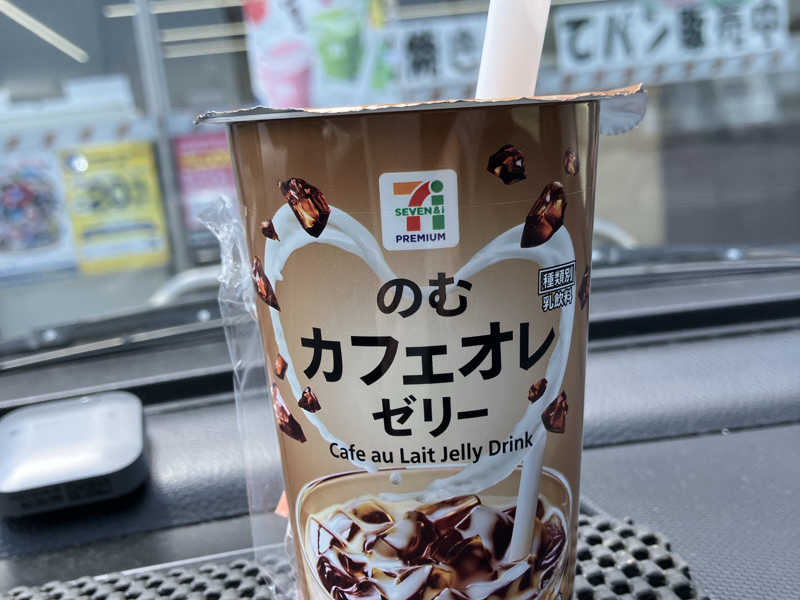 てパン販売中
SEVEN&i
PREMIUM
種類別
乳飲料
のむ
カフェオレ
ゼリー
Cafe au Lait Jelly Drink